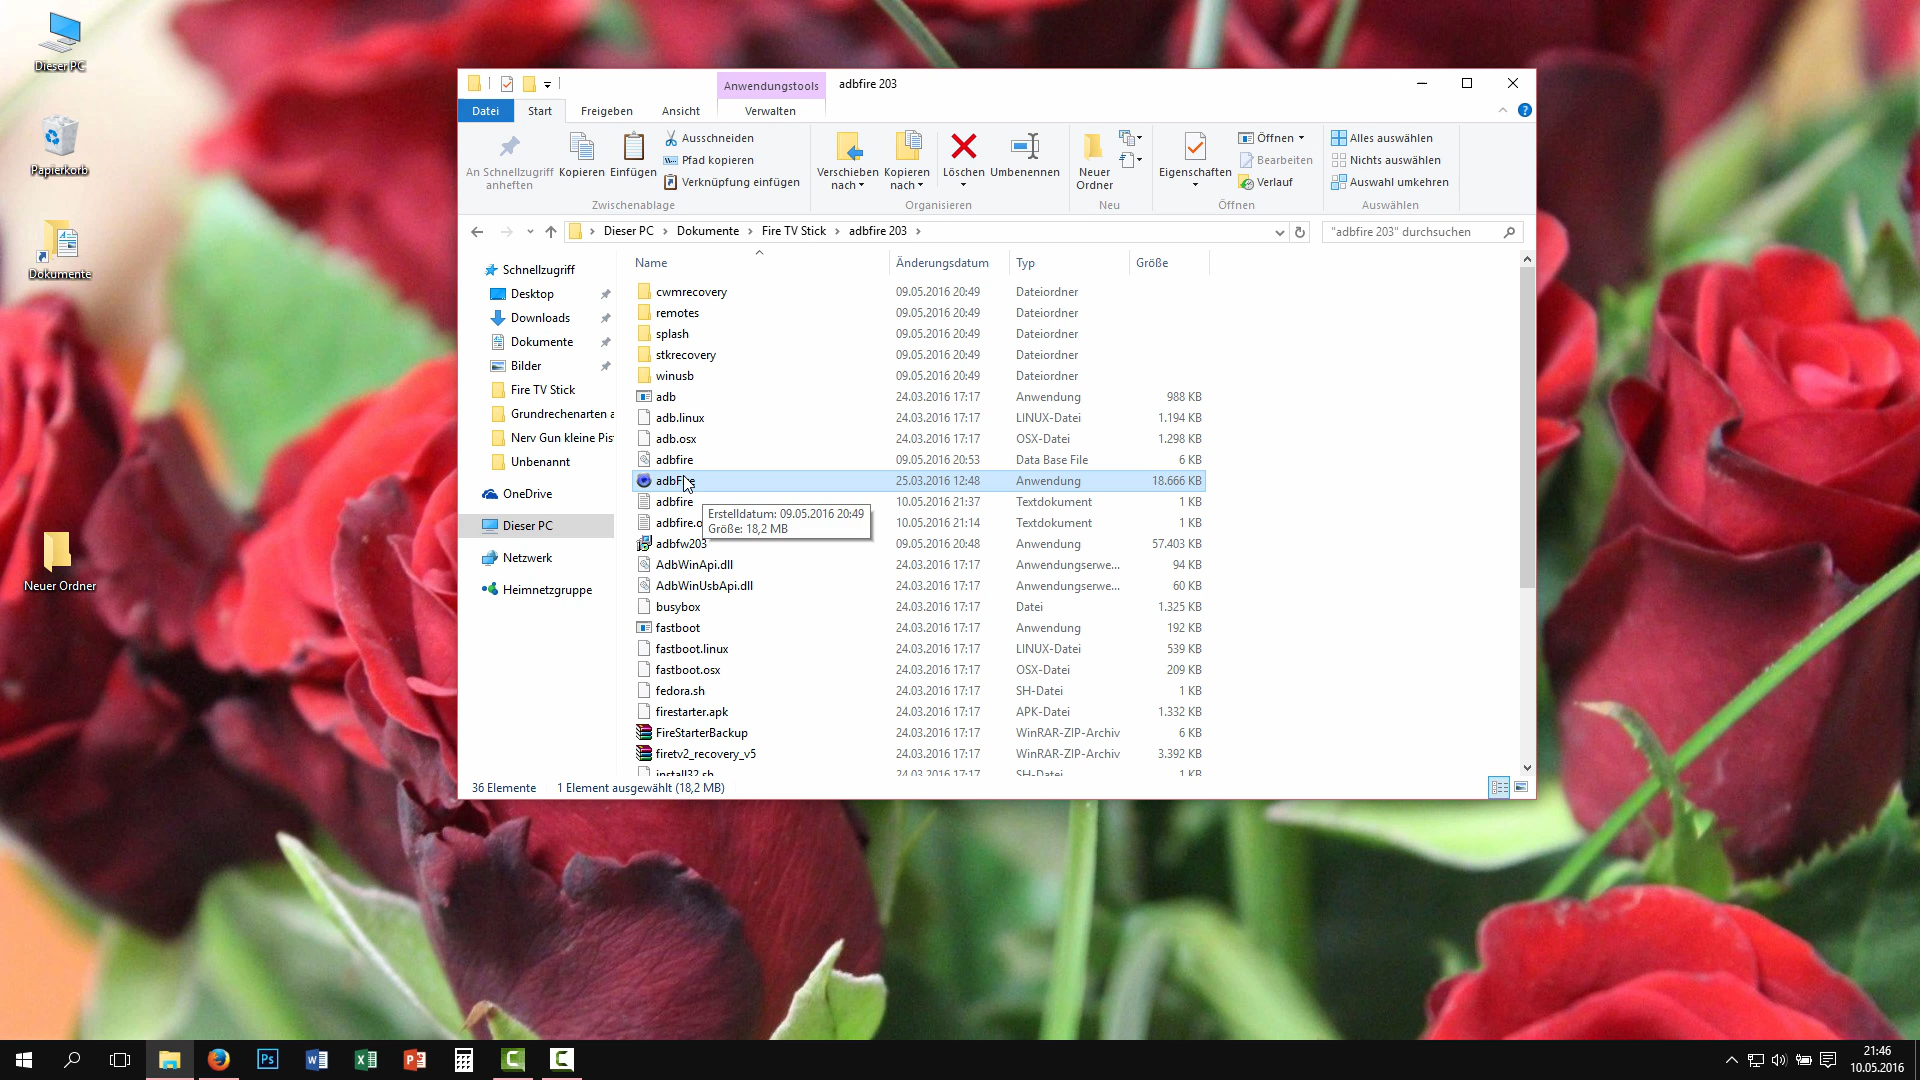 Dieser PC
Papierkorb
Dokumente
Neuer Ordner
Anwendungstools
adbfire 203
Datei
Start
Freigeben
Ansicht
Verwalten
An Schnellzugriff
anheften
Kopieren
Einfügen
Ausschneiden
Pfad kopieren
Verknüpfung einfügen
Zwischenablage
Verschieben
nach
Kopieren
nach
Löschen
Umbenennen
Organisieren
Neuer
Ordner
Neu
Eigenschaften
Öffnen
Bearbeiten
Verlauf
Öffnen
Alles auswählen
Nichts auswählen
Auswahl umkehren
Auswählen
Dieser PC > Dokumente > Fire TV Stick > adbfire 203 >
"adbfire 203" durchsuchen
Schnellzugriff
Desktop
Downloads
Dokumente
Bilder
Fire TV Stick
Grundrechenarten a
Nerv Gun kleine Pis
Unbenannt
OneDrive
Dieser PC
Netzwerk
Heimnetzgruppe
Name Änderungsdatum Typ Größe
cwmrecovery 09.05.2016 20:49 Dateiordner
remotes 09.05.2016 20:49 Dateiordner
splash 09.05.2016 20:49 Dateiordner
stkrecovery 09.05.2016 20:49 Dateiordner
winusb 09.05.2016 20:49 Dateiordner
adb 24.03.2016 17:17 Anwendung 988 KB
adb.linux 24.03.2016 17:17 LINUX-Datei 1.194 KB
adb.osx 24.03.2016 17:17 OSX-Datei 1.298 KB
adbfire 09.05.2016 20:53 Data Base File 6 KB
adbFire 25.03.2016 12:48 Anwendung 18.666 KB
adbfire 10.05.2016 21:37 Textdokument 1 KB
adbfire.o 10.05.2016 21:14 Textdokument 1 KB
Erstelldatum: 09.05.2016 20:49
Größe: 18,2 MB
adbfw203 09.05.2016 20:48 Anwendung 57.403 KB
AdbWinApi.dll 24.03.2016 17:17 Anwendungserwe... 94 KB
AdbWinUsbApi.dll 24.03.2016 17:17 Anwendungserwe... 60 KB
busybox 24.03.2016 17:17 Datei 1.325 KB
fastboot 24.03.2016 17:17 Anwendung 192 KB
fastboot.linux 24.03.2016 17:17 LINUX-Datei 539 KB
fastboot.osx 24.03.2016 17:17 OSX-Datei 209 KB
fedora.sh 24.03.2016 17:17 SH-Datei 1 KB
firestarter.apk 24.03.2016 17:17 APK-Datei 1.332 KB
FireStarterBackup 24.03.2016 17:17 WinRAR-ZIP-Archiv 6 KB
firetv2_recovery_v5 24.03.2016 17:17 WinRAR-ZIP-Archiv 3.392 KB
install32.sh 24.03.2016 17:17 SH-Datei 1 KB
36 Elemente 1 Element ausgewählt (18,2 MB)
Ps
21:46
10.05.2016